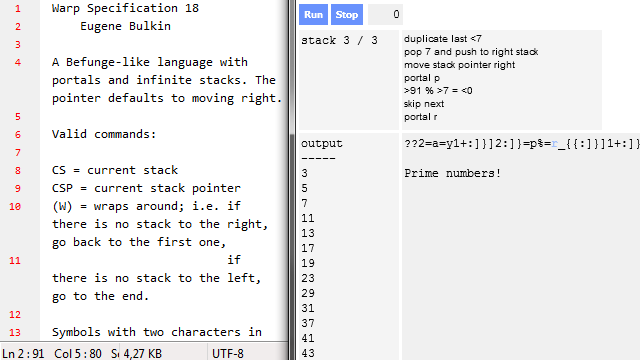 1 Warp Specification 18
2 Eugene Bulkin
3
4 A Befunge-like language with
portals and infinite stacks. The
pointer defaults to moving right.
5
6 Valid commands:
7
8 CS = current stack
9 CSP = current stack pointer
10 (W) = wraps around; i.e. if
there is no stack to the right,
go back to the first one,
11 if
there is no stack to the left,
go to the end.
12
13 Symbols with two characters in
Ln 2 : 91 Col 5 : 80 4,27 KB UTF-8
Run Stop 0
stack 3 / 3
duplicate last <7
pop 7 and push to right stack
move stack pointer right
portal p
>91 % >7 = <0
skip next
portal r
output
-----
3
5
7
11
13
17
19
23
29
31
37
41
43
??2=a=y1+:]}]2:]}=p%=r_{{:]}]1+:]}
Prime numbers!